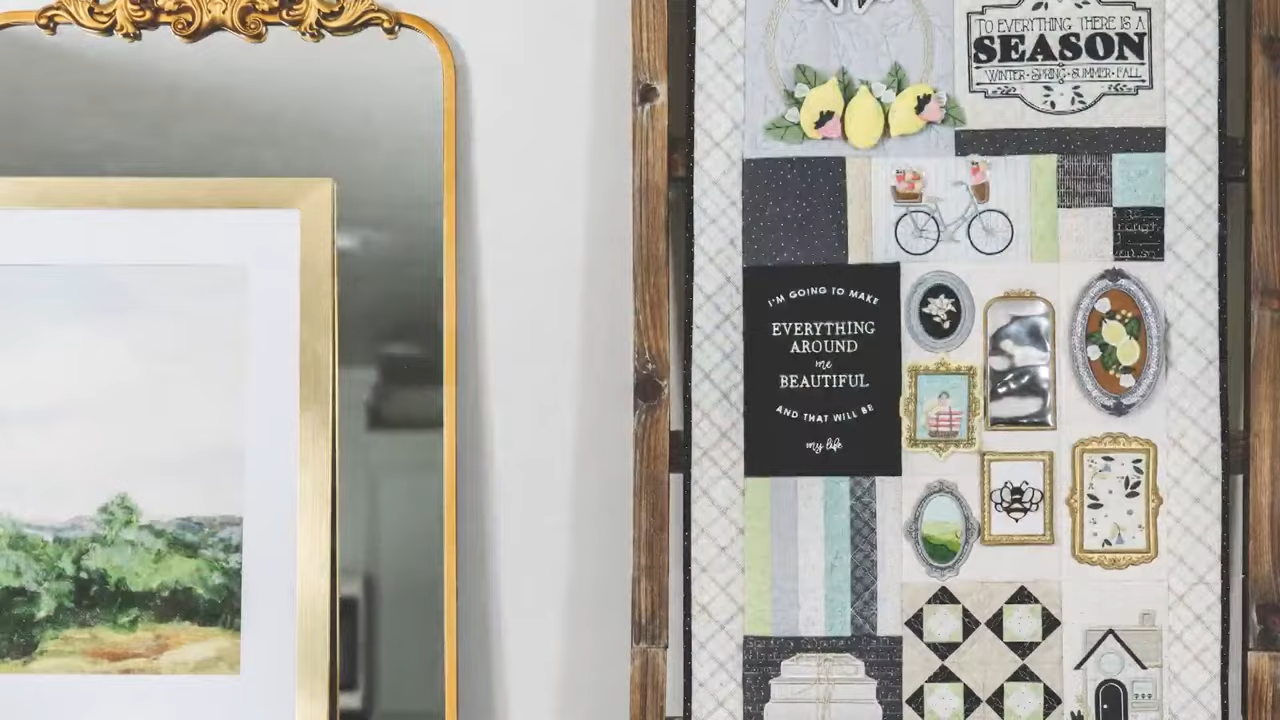 TO EVERYTHING THERE IS A
SEASON
WINTER • SPRING • SUMMER • FALL
I'M GOING TO MAKE
EVERYTHING
AROUND
me
BEAUTIFUL
AND THAT WILL BE
my life